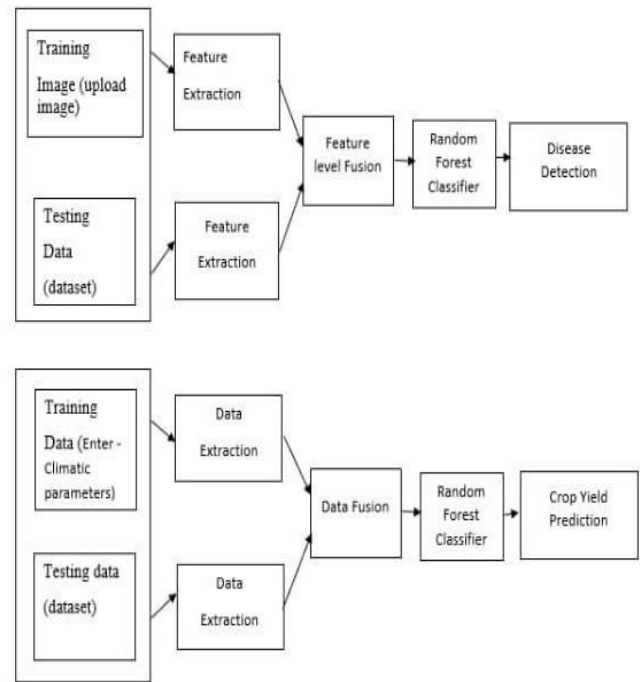 Training
Image (upload
image)
Feature
Extraction
Testing
Data
(dataset)
Feature
Extraction
Feature
level Fusion
Random
Forest
Classifier
Disease
Detection
Training
Data (Enter -
Climatic
parameters)
Data
Extraction
Testing data
(dataset)
Data
Extraction
Data Fusion
Random
Forest
Classifier
Crop Yield
Prediction